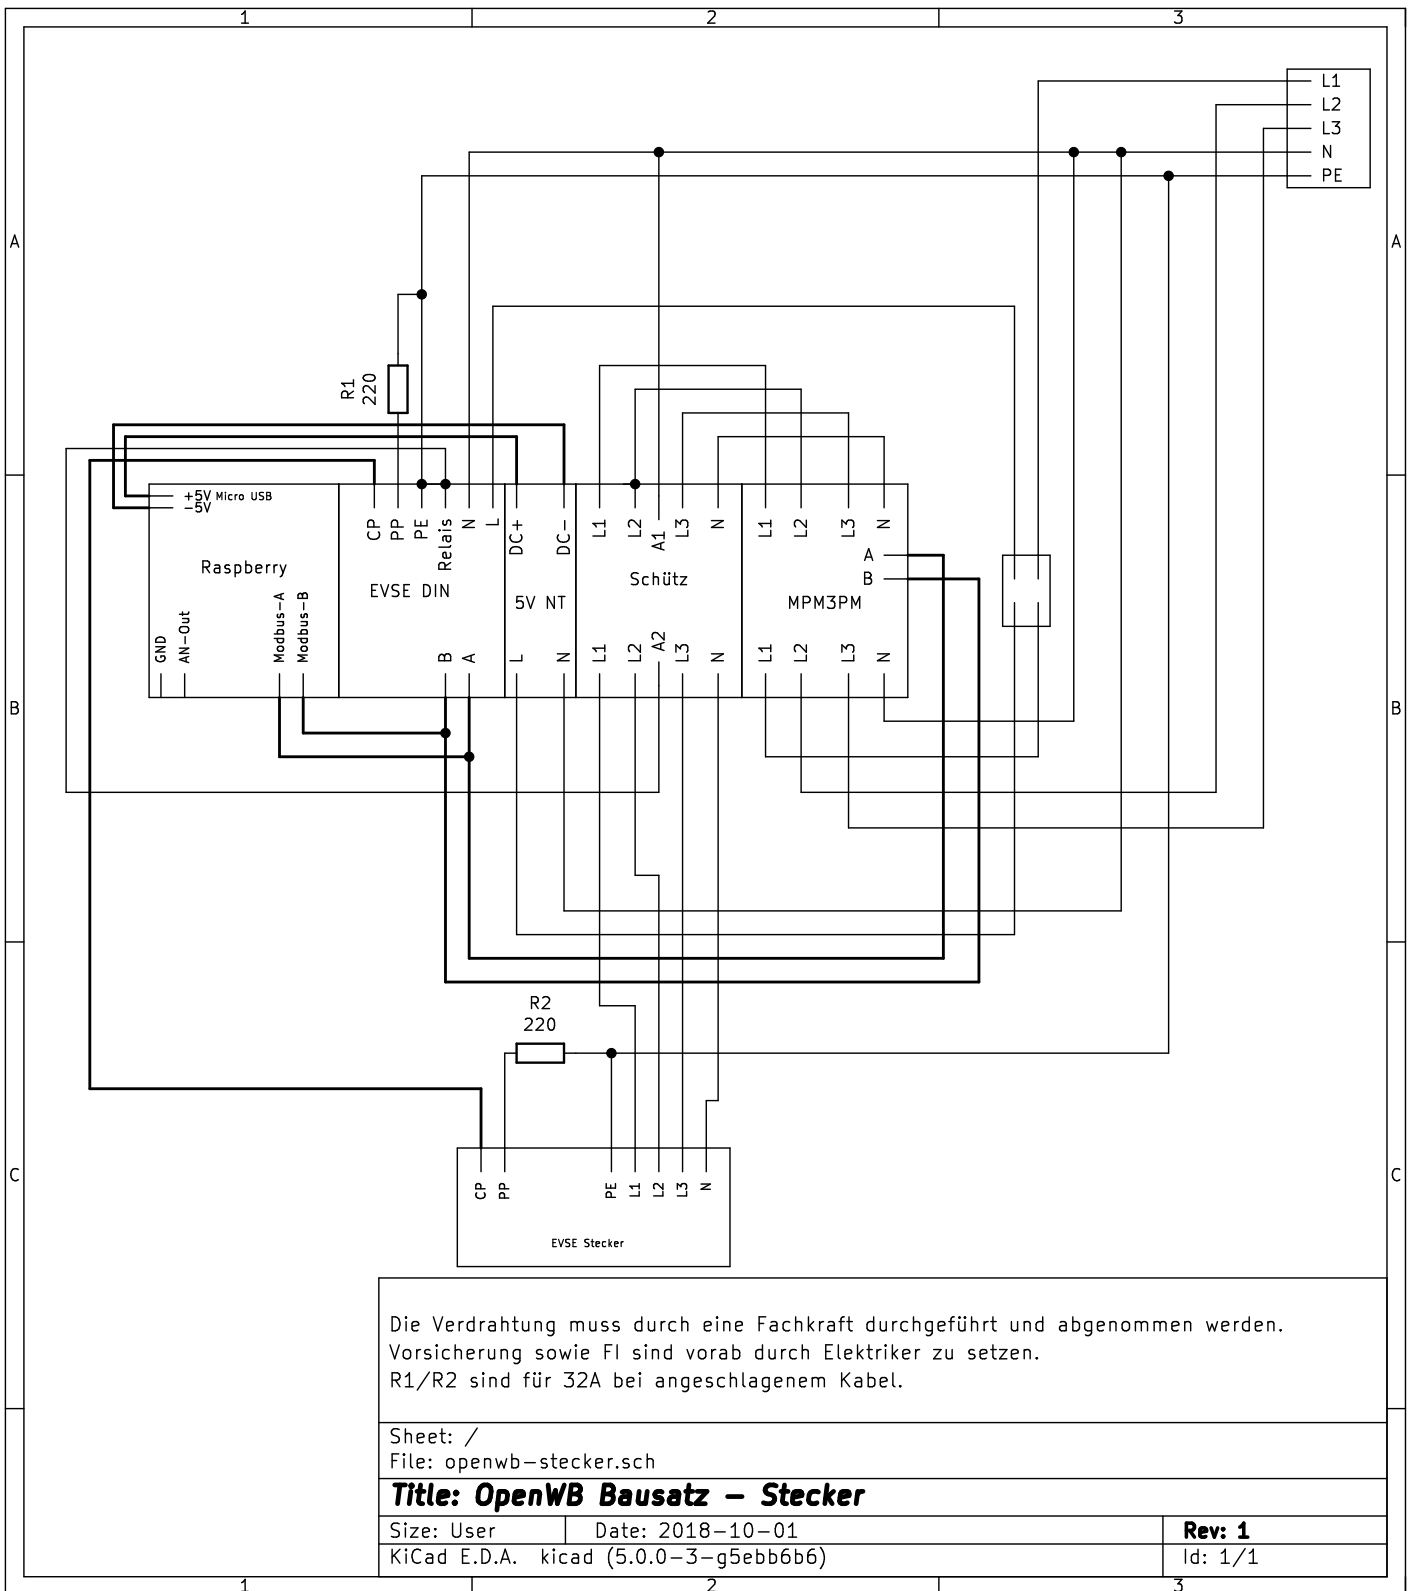 1 2 3
L1
L2
L3
N
PE
A A
R1
220
+5V Micro USB
-5V
CP PP PE Relais N L DC+ DC- L1 L2 A1 L3 N L1 L2 L3 N
A
B
Raspberry
EVSE DIN
5V NT
Schütz
MPM3PM
GND AN-Out Modbus-A Modbus-B B A L N L1 L2 A2 L3 N L1 L2 L3 N
B B
R2
220
CP PP PE L1 L2 L3 N
EVSE Stecker
C C
Die Verdrahtung muss durch eine Fachkraft durchgeführt und abgenommen werden.
Vorsicherung sowie FI sind vorab durch Elektriker zu setzen.
R1/R2 sind für 32A bei angeschlagenem Kabel.
Sheet: /
File: openwb-stecker.sch
Title: OpenWB Bausatz - Stecker
Size: User Date: 2018-10-01 Rev: 1
KiCad E.D.A. kicad (5.0.0-3-g5ebb6b6) Id: 1/1
1 2 3